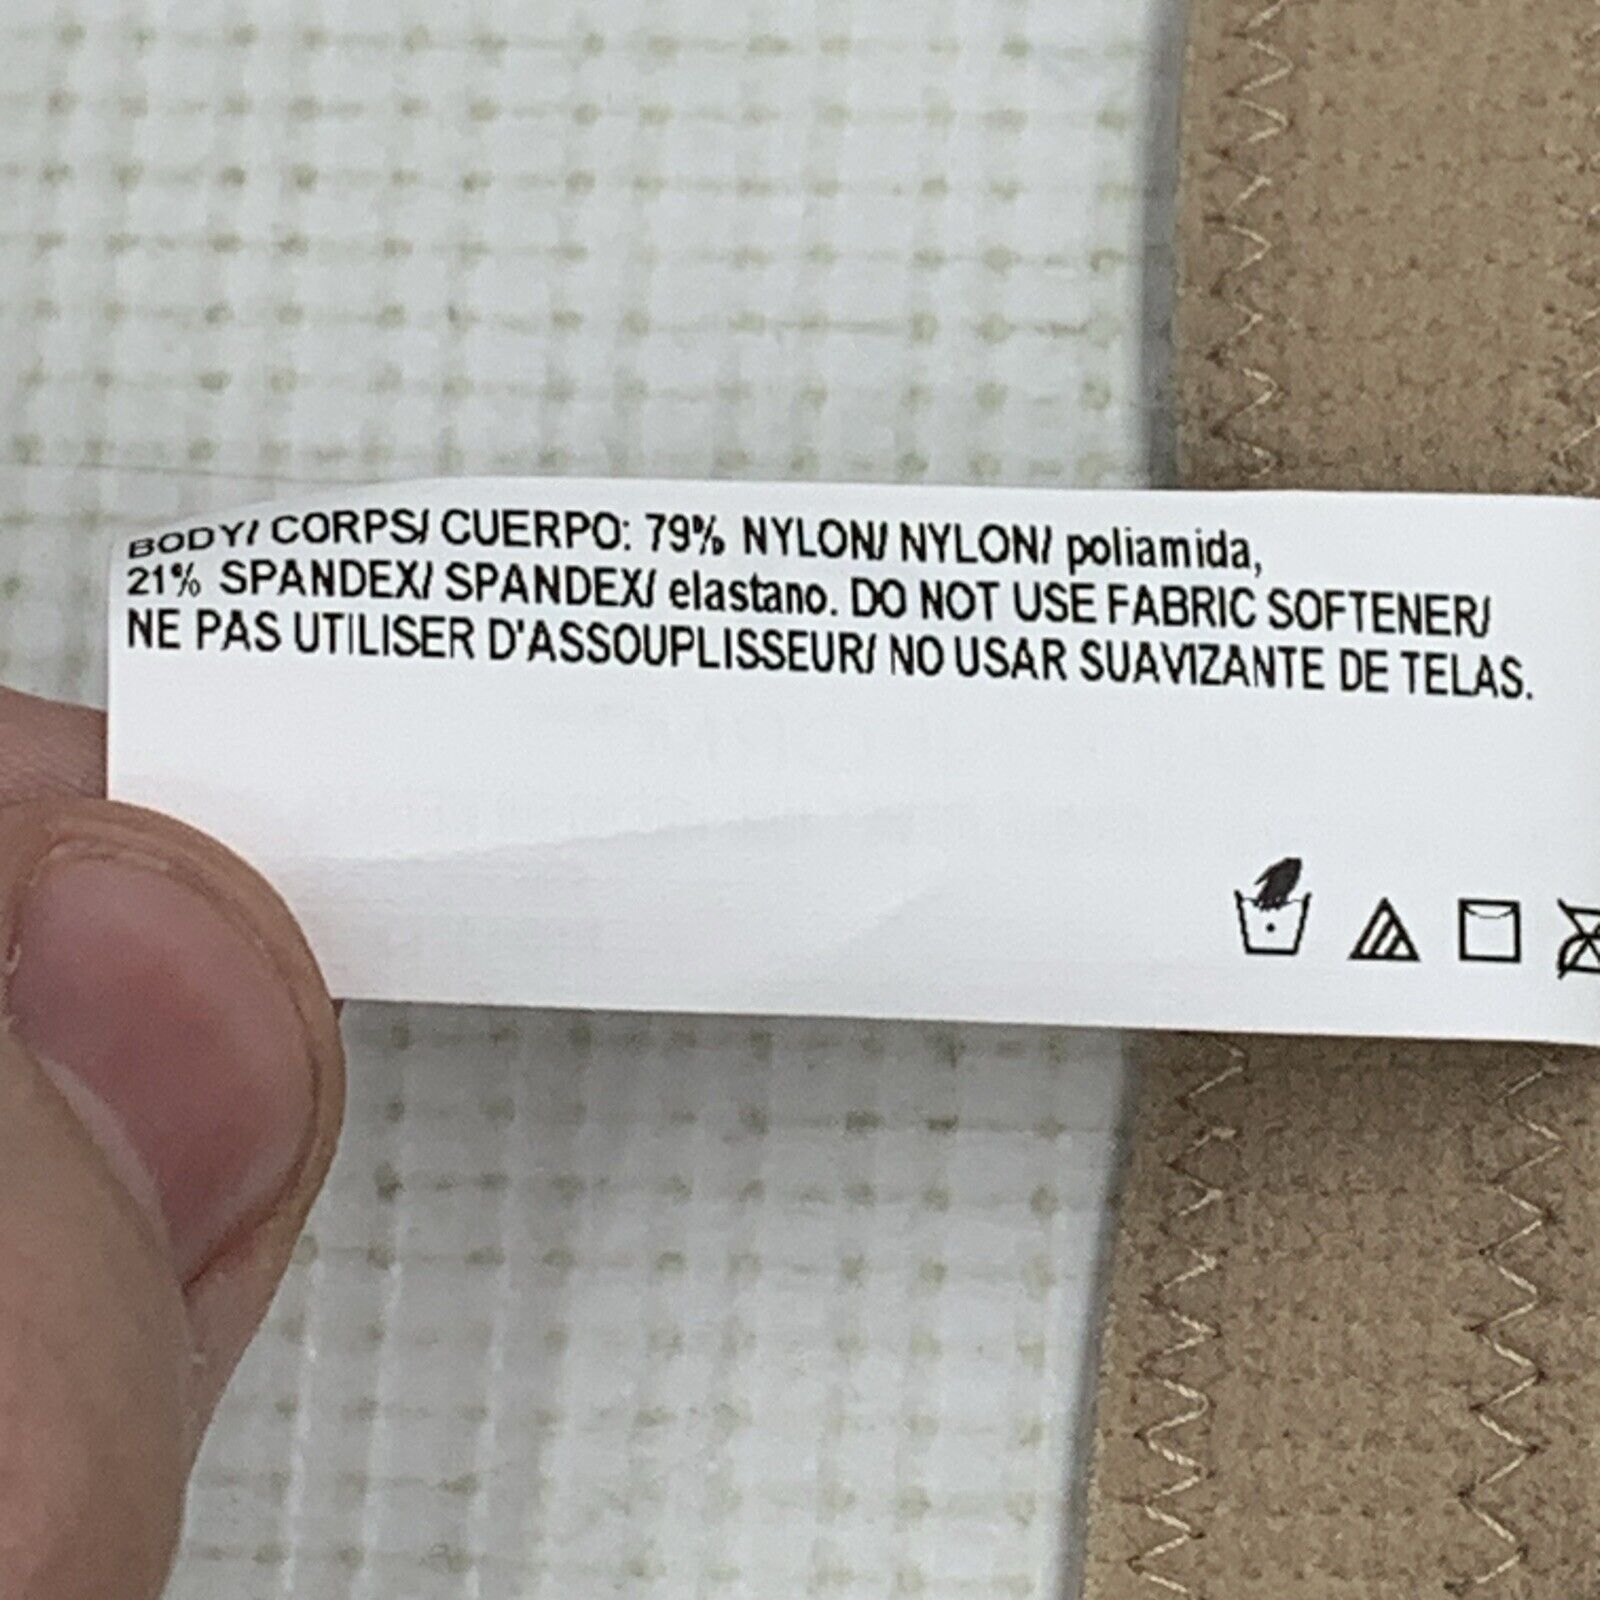 BODY/ CORPS/ CUERPO: 79% NYLON/ NYLON/ poliamida,
21% SPANDEX/ SPANDEX/ elastano. DO NOT USE FABRIC SOFTENER/
NE PAS UTILISER D'ASSOUPLISSEUR/ NO USAR SUAVIZANTE DE TELAS.